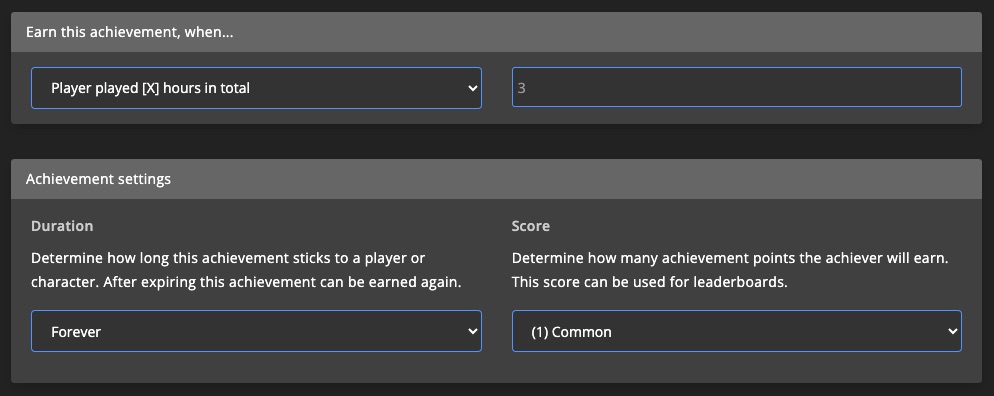 Earn this achievement, when...
Player played [X] hours in total
3
Achievement settings
Duration
Determine how long this achievement sticks to a player or
character. After expiring this achievement can be earned again.
Forever
Score
Determine how many achievement points the achiever will earn.
This score can be used for leaderboards.
(1) Common